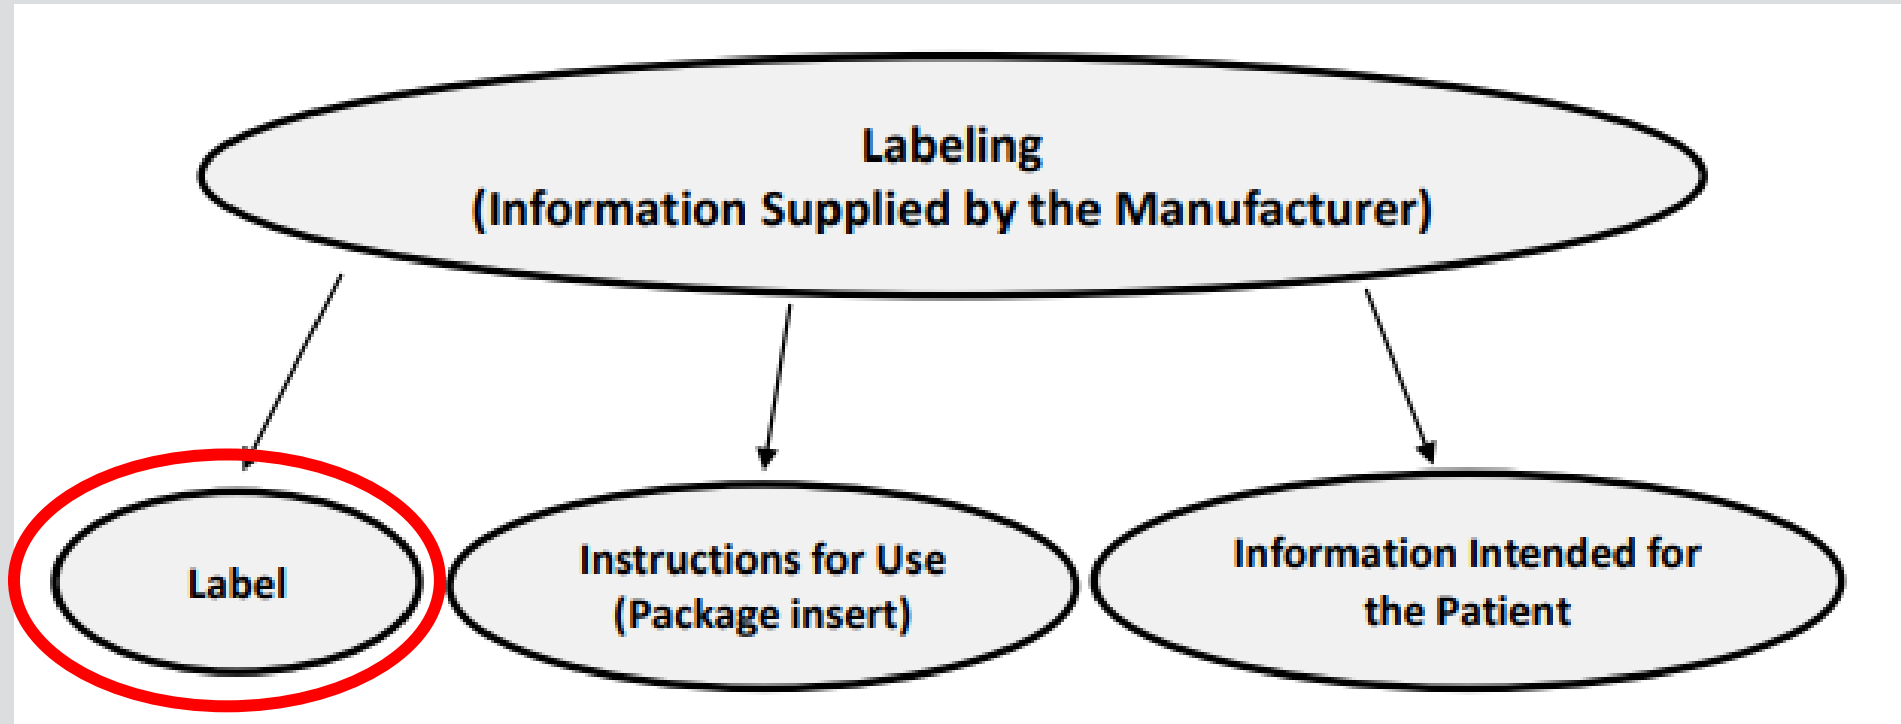 Labeling
(Information Supplied by the Manufacturer)
Label
Instructions for Use
(Package insert)
Information Intended for
the Patient